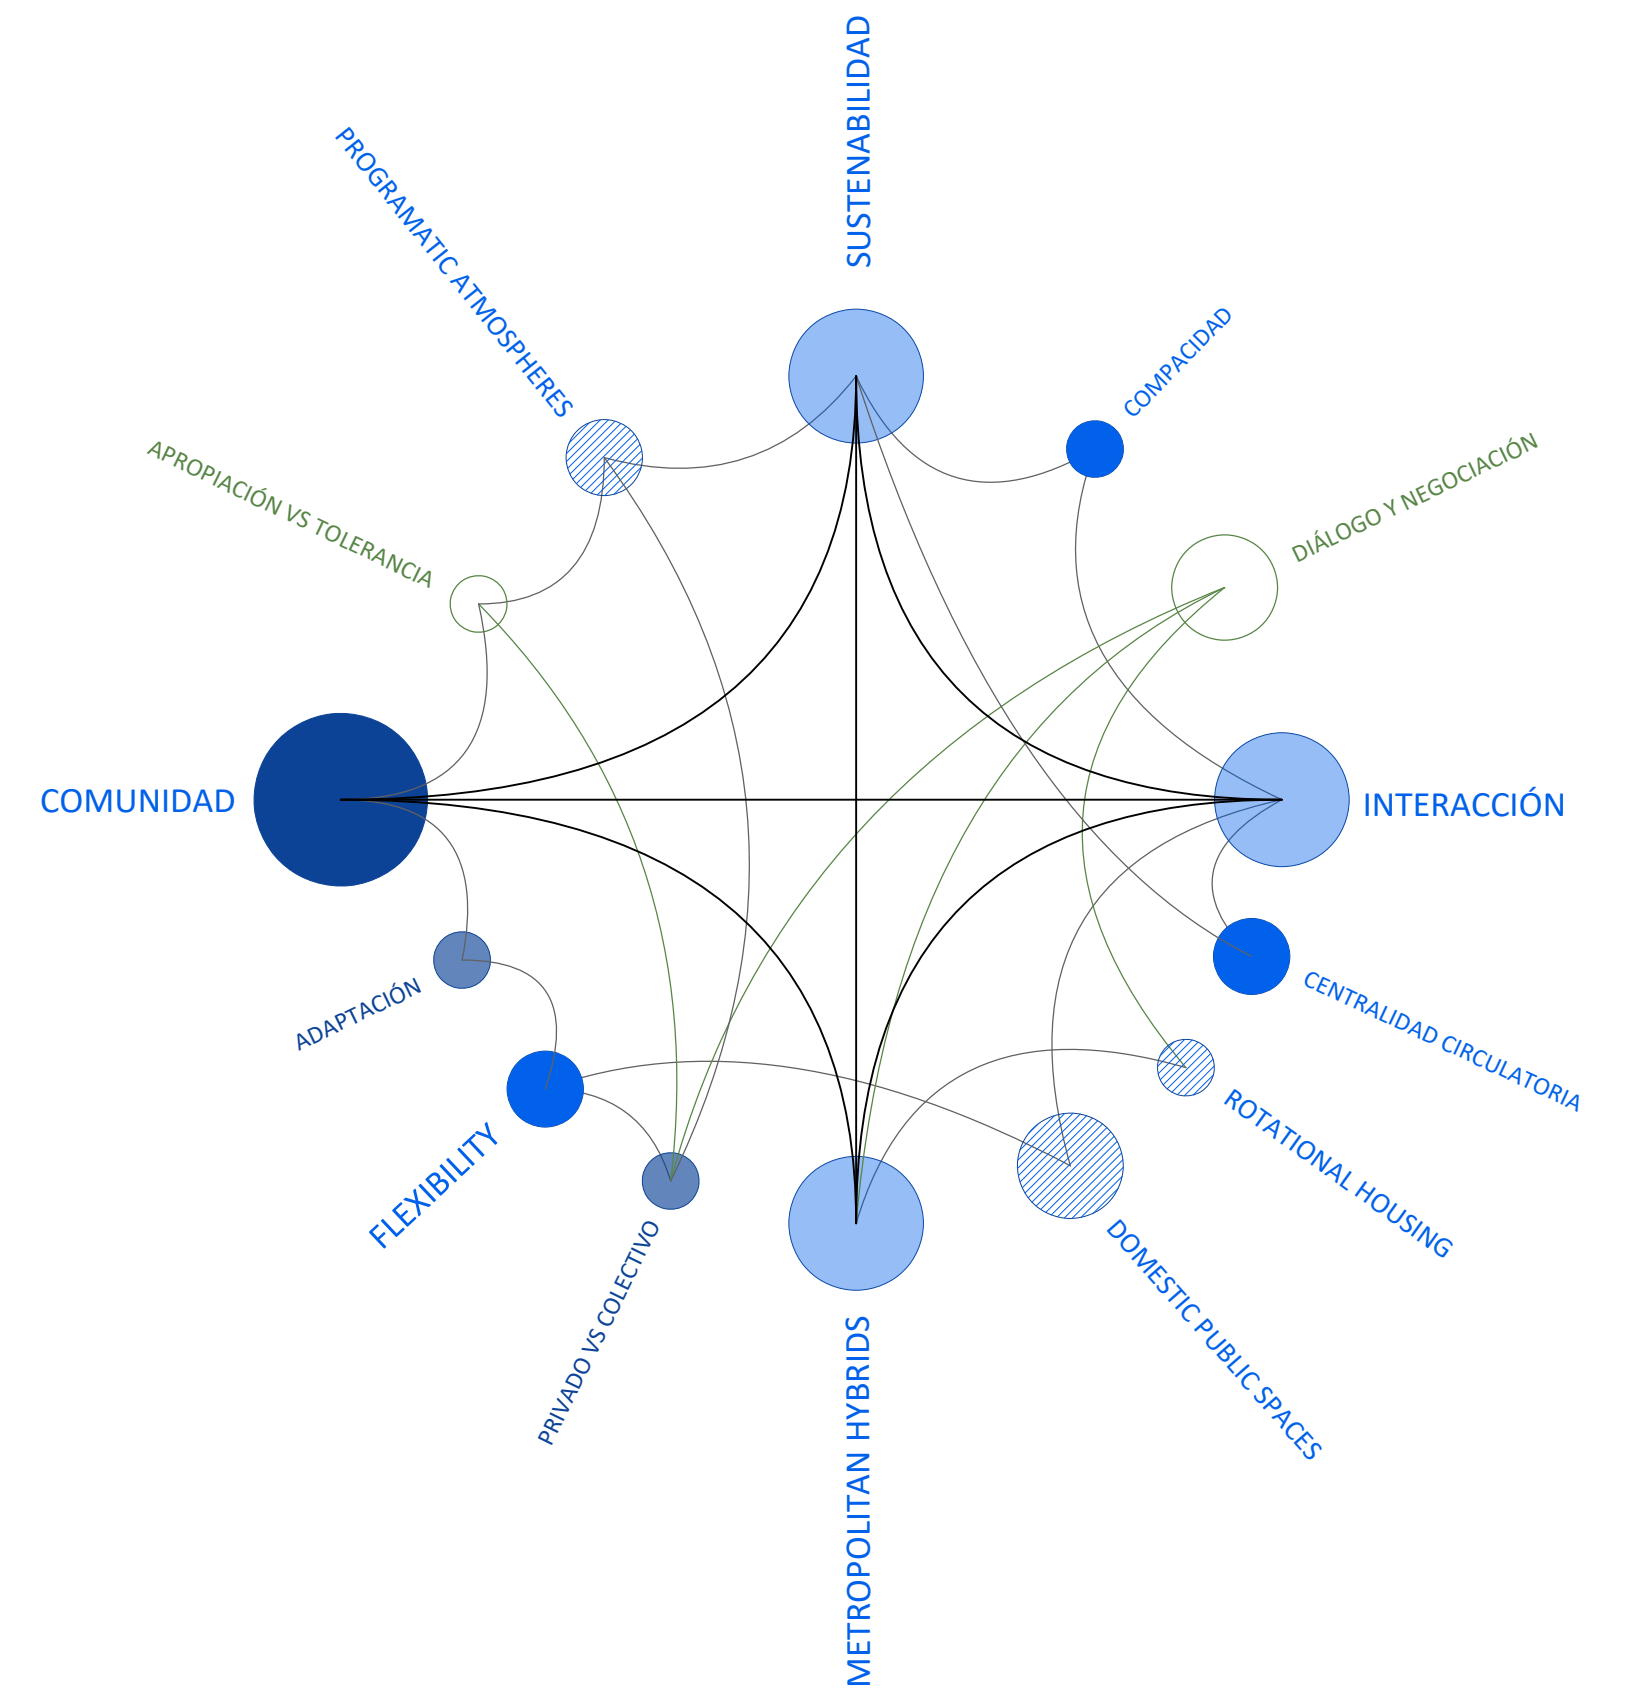 SUSTENABILIDAD
PROGRAMATIC ATMOSPHERES
COMPACIDAD
APROPIACIÓN VS TOLERANCIA
DIÁLOGO Y NEGOCIACIÓN
COMUNIDAD
INTERACCIÓN
ADAPTACIÓN
CENTRALIDAD CIRCULATORIA
FLEXIBILITY
ROTATIONAL HOUSING
PRIVADO VS COLECTIVO
DOMESTIC PUBLIC SPACES
METROPOLITAN HYBRIDS